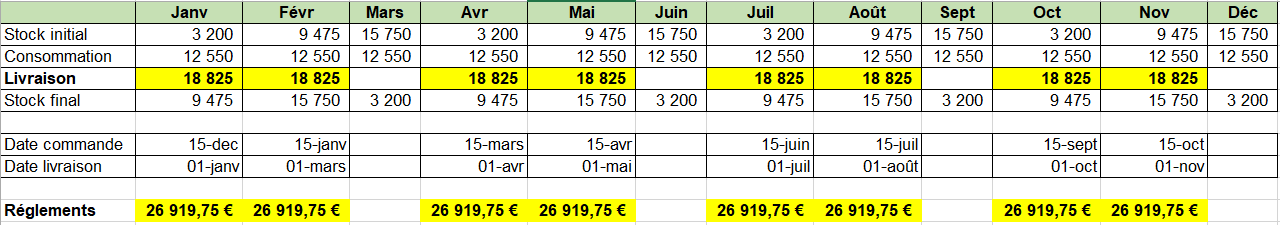 Janv Févr Mars Avr Mai Juin Juil Août Sept Oct Nov Déc
Stock initial 3 200 9 475 15 750 3 200 9 475 15 750 3 200 9 475 15 750 3 200 9 475 15 750
Consommation 12 550 12 550 12 550 12 550 12 550 12 550 12 550 12 550 12 550 12 550 12 550 12 550
Livraison 18 825 18 825 18 825 18 825 18 825 18 825 18 825 18 825
Stock final 9 475 15 750 3 200 9 475 15 750 3 200 9 475 15 750 3 200 9 475 15 750 3 200
Date commande 15-dec 15-janv 15-mars 15-avr 15-juin 15-juil 15-sept 15-oct
Date livraison 01-janv 01-mars 01-avr 01-mai 01-juil 01-août 01-oct 01-nov
Réglements 26 919,75 € 26 919,75 € 26 919,75 € 26 919,75 € 26 919,75 € 26 919,75 € 26 919,75 € 26 919,75 €